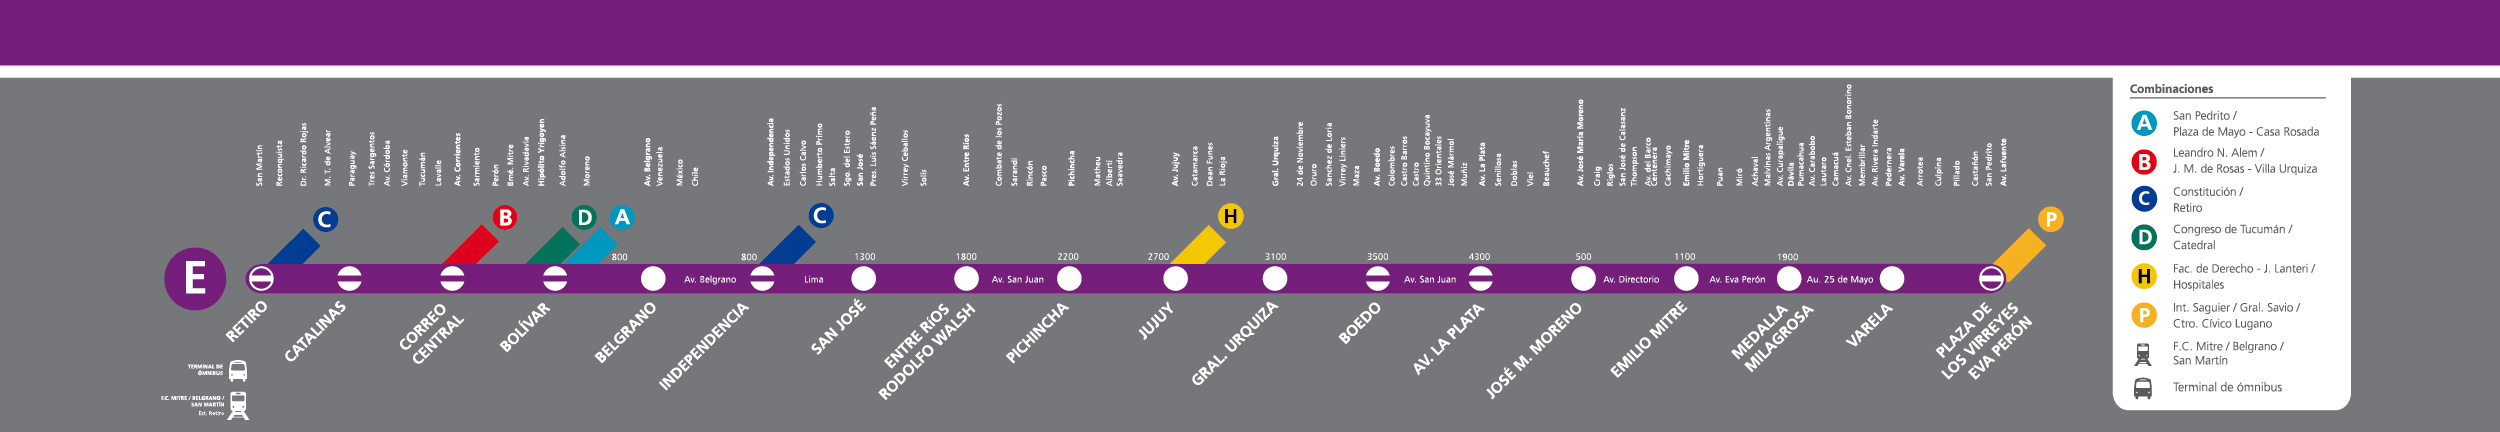 San Martín
Reconquista
Dr. Ricardo Rojas
M. T. de Alvear
Paraguay
Tres Sargentos
Av. Córdoba
Viamonte
Tucumán
Lavalle
Av. Corrientes
Sarmiento
Perón
Bmé. Mitre
Av. Rivadavia
Hipólito Yrigoyen
Adolfo Alsina
Moreno
Av. Belgrano
Venezuela
México
Chile
Av. Independencia
Estados Unidos
Carlos Calvo
Humberto Primo
Salta
Sgo. del Estero
San José
Pres. Luis Sáenz Peña
Virrey Ceballos
Solís
Av. Entre Ríos
Combate de los Pozos
Sarandí
Rincón
Pasco
Pichincha
Matheu
Alberti
Saavedra
Av. Jujuy
Catamarca
Dean Funes
La Rioja
Gral. Urquiza
24 de Noviembre
Oruro
Sanchez de Loria
Virrey Liniers
Maza
Av. Boedo
Colombres
Castro Barros
Castro
Quintino Bocayuva
33 Orientales
José Mármol
Muñiz
Av. La Plata
Senillosa
Doblas
Viel
Beauchef
Av. José María Moreno
Craig
Riglos
San José de Calasanz
Thompson
Av. del Barco
Centenera
Cachimayo
Emilio Mitre
Hortiguera
Puan
Miró
Achaval
Malvinas Argentinas
Av. Curapaligue
Dávila
Pumacahua
Av. Carabobo
Lautaro
Camacuá
Av. Cnel. Esteban Bonorino
Membrillar
Av. Rivera Indarte
Pedernera
Av. Varela
Arrotea
Culpina
Pillado
Castañón
San Pedrito
Av. Lafuente
C
B
D
A
C
H
P
800
800
1300
1800
2200
2700
3100
3500
4300
500
1100
1900
E
Av. Belgrano
Lima
Av. San Juan
Av. San Juan
Av. Directorio
Av. Eva Perón
Au. 25 de Mayo
RETIRO
CATALINAS
CORREO
CENTRAL
BOLÍVAR
BELGRANO
INDEPENDENCIA
SAN JOSÉ
ENTRE RÍOS
RODOLFO WALSH
PICHINCHA
JUJUY
GRAL. URQUIZA
BOEDO
AV. LA PLATA
JOSÉ M. MORENO
EMILIO MITRE
MEDALLA
MILAGROSA
VARELA
PLAZA DE
LOS VIRREYES
EVA PERÓN
TERMINAL DE
ÓMNIBUS
F.C. MITRE / BELGRANO /
SAN MARTÍN
Est. Retiro
Combinaciones
A
San Pedrito /
Plaza de Mayo - Casa Rosada
B
Leandro N. Alem /
J. M. de Rosas - Villa Urquiza
C
Constitución /
Retiro
D
Congreso de Tucumán /
Catedral
H
Fac. de Derecho - J. Lanteri /
Hospitales
P
Int. Saguier / Gral. Savio /
Ctro. Cívico Lugano
F.C. Mitre / Belgrano /
San Martín
Terminal de ómnibus